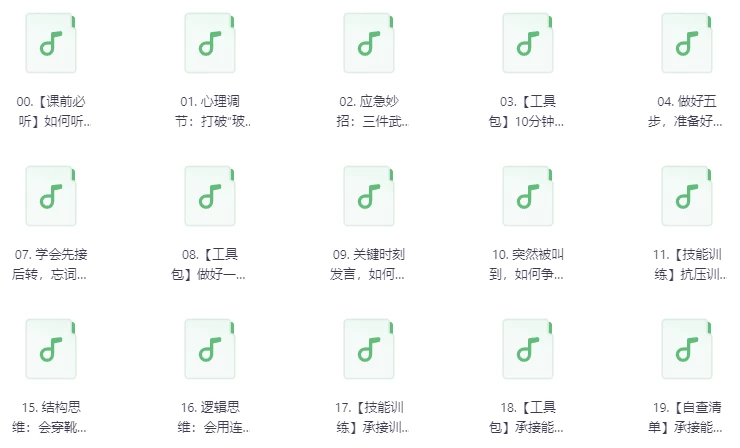 00.【课前必
听】如何听...
01. 心理调
节：打破“玻...
02. 应急妙
招：三件武...
03.【工具
包】10分钟...
04. 做好五
步，准备好...
07. 学会先接
后转，忘词...
08.【工具
包】做好一...
09. 关键时刻
发言，如何...
10. 突然被叫
到，如何争...
11.【技能训
练】抗压训...
15. 结构思
维：会穿靴...
16. 逻辑思
维：会用连...
17.【技能训
练】承接训...
18.【工具
包】承接能...
19.【自查清
单】承接能...